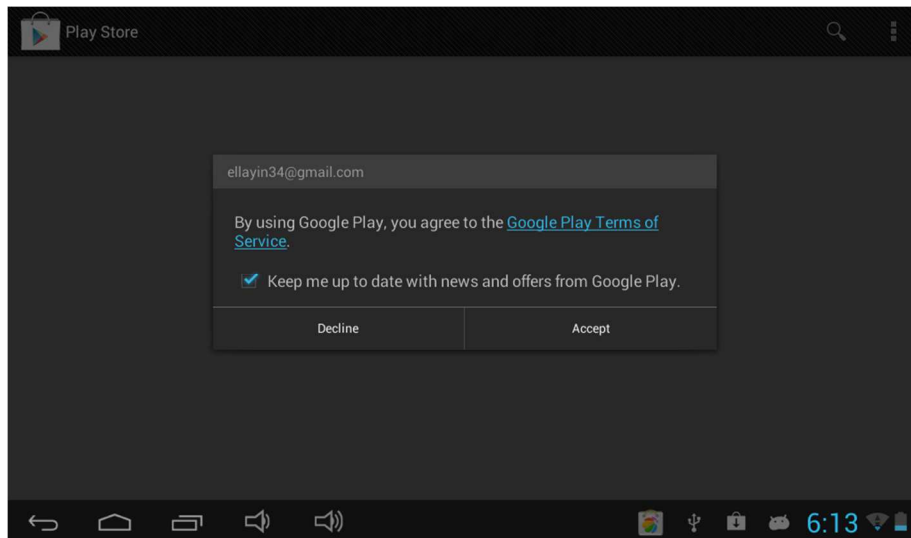 Play Store
ellayin34@gmail.com
By using Google Play, you agree to the Google Play Terms of
Service.
Keep me up to date with news and offers from Google Play.
Decline
Accept
6:13